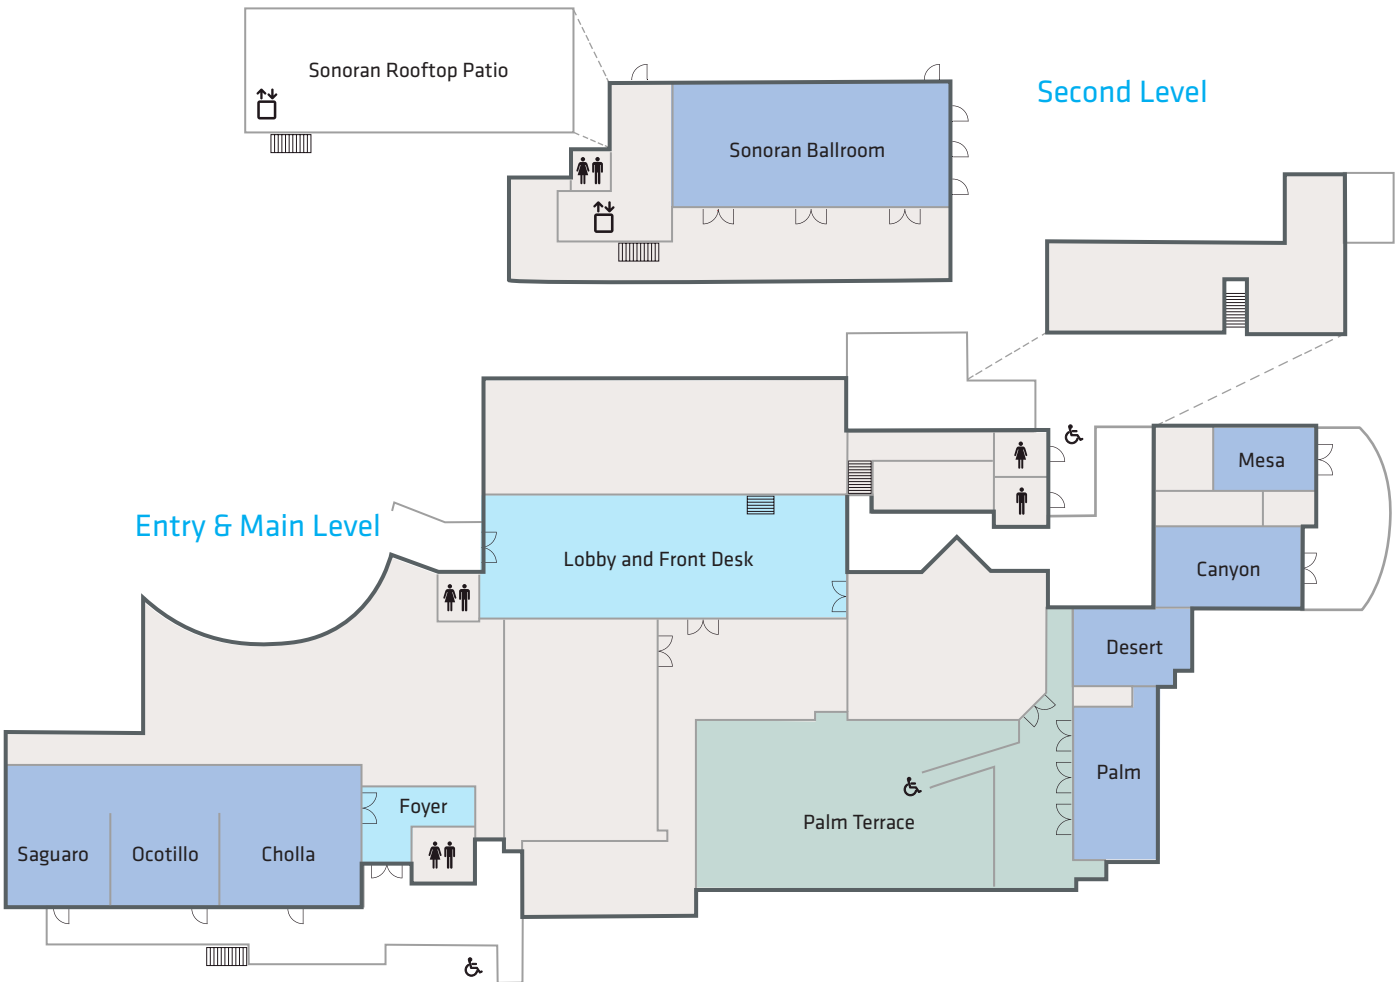 Sonoran Rooftop Patio
Second Level
Sonoran Ballroom
Mesa
Entry & Main Level
Lobby and Front Desk
Canyon
Desert
Palm
Foyer
Palm Terrace
Saguaro
Ocotillo
Cholla